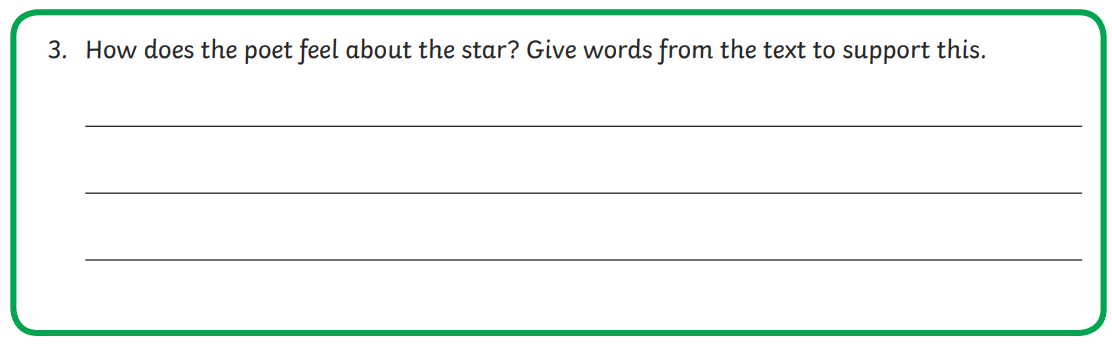 3. How does the poet feel about the star? Give words from the text to support this.